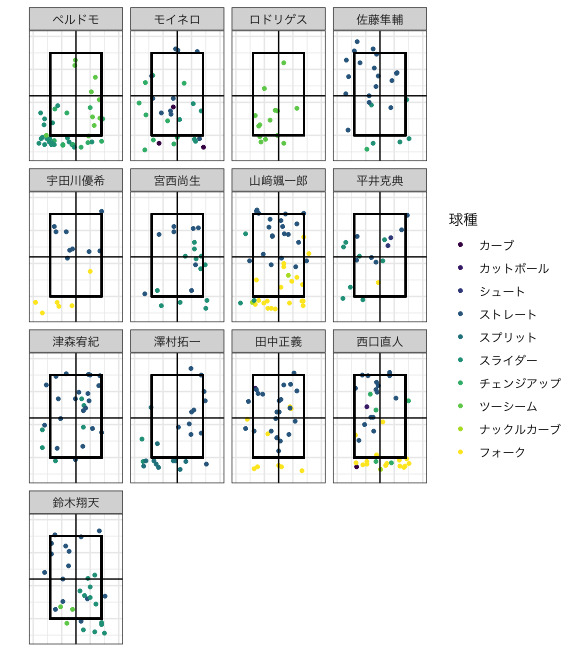 ベルドモ
モイネロ
ロドリゲス
佐藤隼輔
宇田川優希
宮西尚生
山﨑颯一郎
平井克典
津森宥紀
澤村拓一
田中正義
西口直人
鈴木翔天
球種
カーブ
カットボール
シュート
ストレート
スプリット
スライダー
チェンジアップ
ツーシーム
ナックルカーブ
フォーク